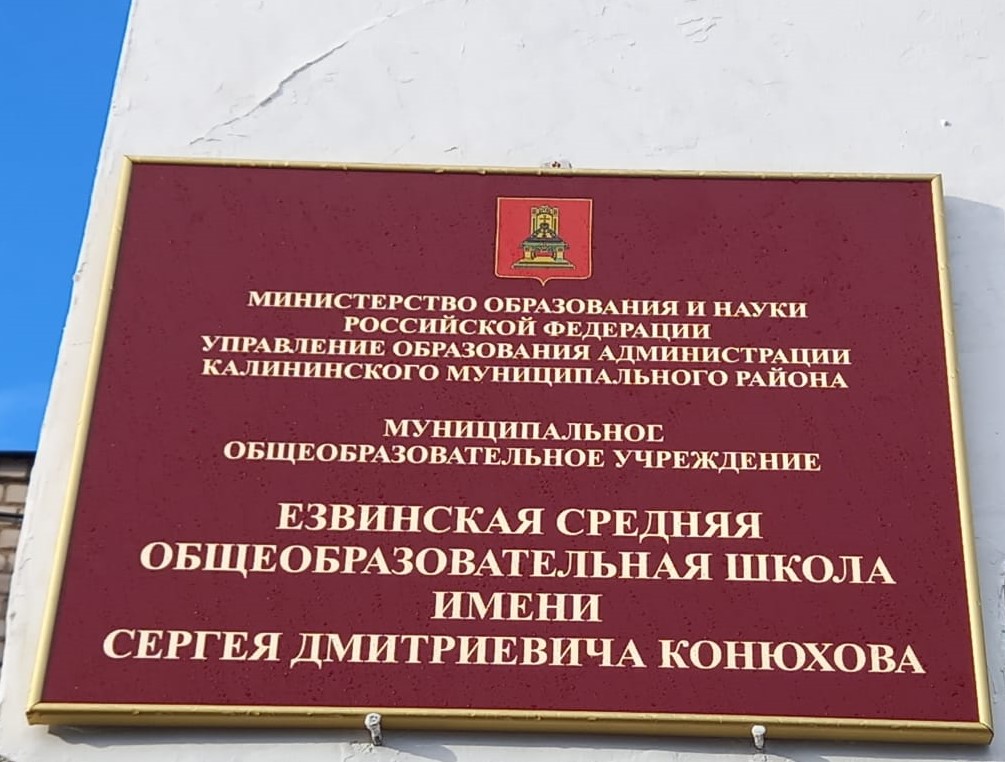 МИНИСТЕРСТВО ОБРАЗОВАНИЯ И НАУКИ
РОССИЙСКОЙ ФЕДЕРАЦИИ
УПРАВЛЕНИЕ ОБРАЗОВАНИЯ АДМИНИСТРАЦИИ
КАЛИНИНСКОГО МУНИЦИПАЛЬНОГО РАЙОНА
МУНИЦИПАЛЬНОЕ
ОБЩЕОБРАЗОВАТЕЛЬНОЕ УЧРЕЖДЕНИЕ
ЕЗВИНСКАЯ СРЕДНЯЯ
ОБЩЕОБРАЗОВАТЕЛЬНАЯ ШКОЛА
ИМЕНИ
СЕРГЕЯ ДМИТРИЕВИЧА КОНЮХОВА